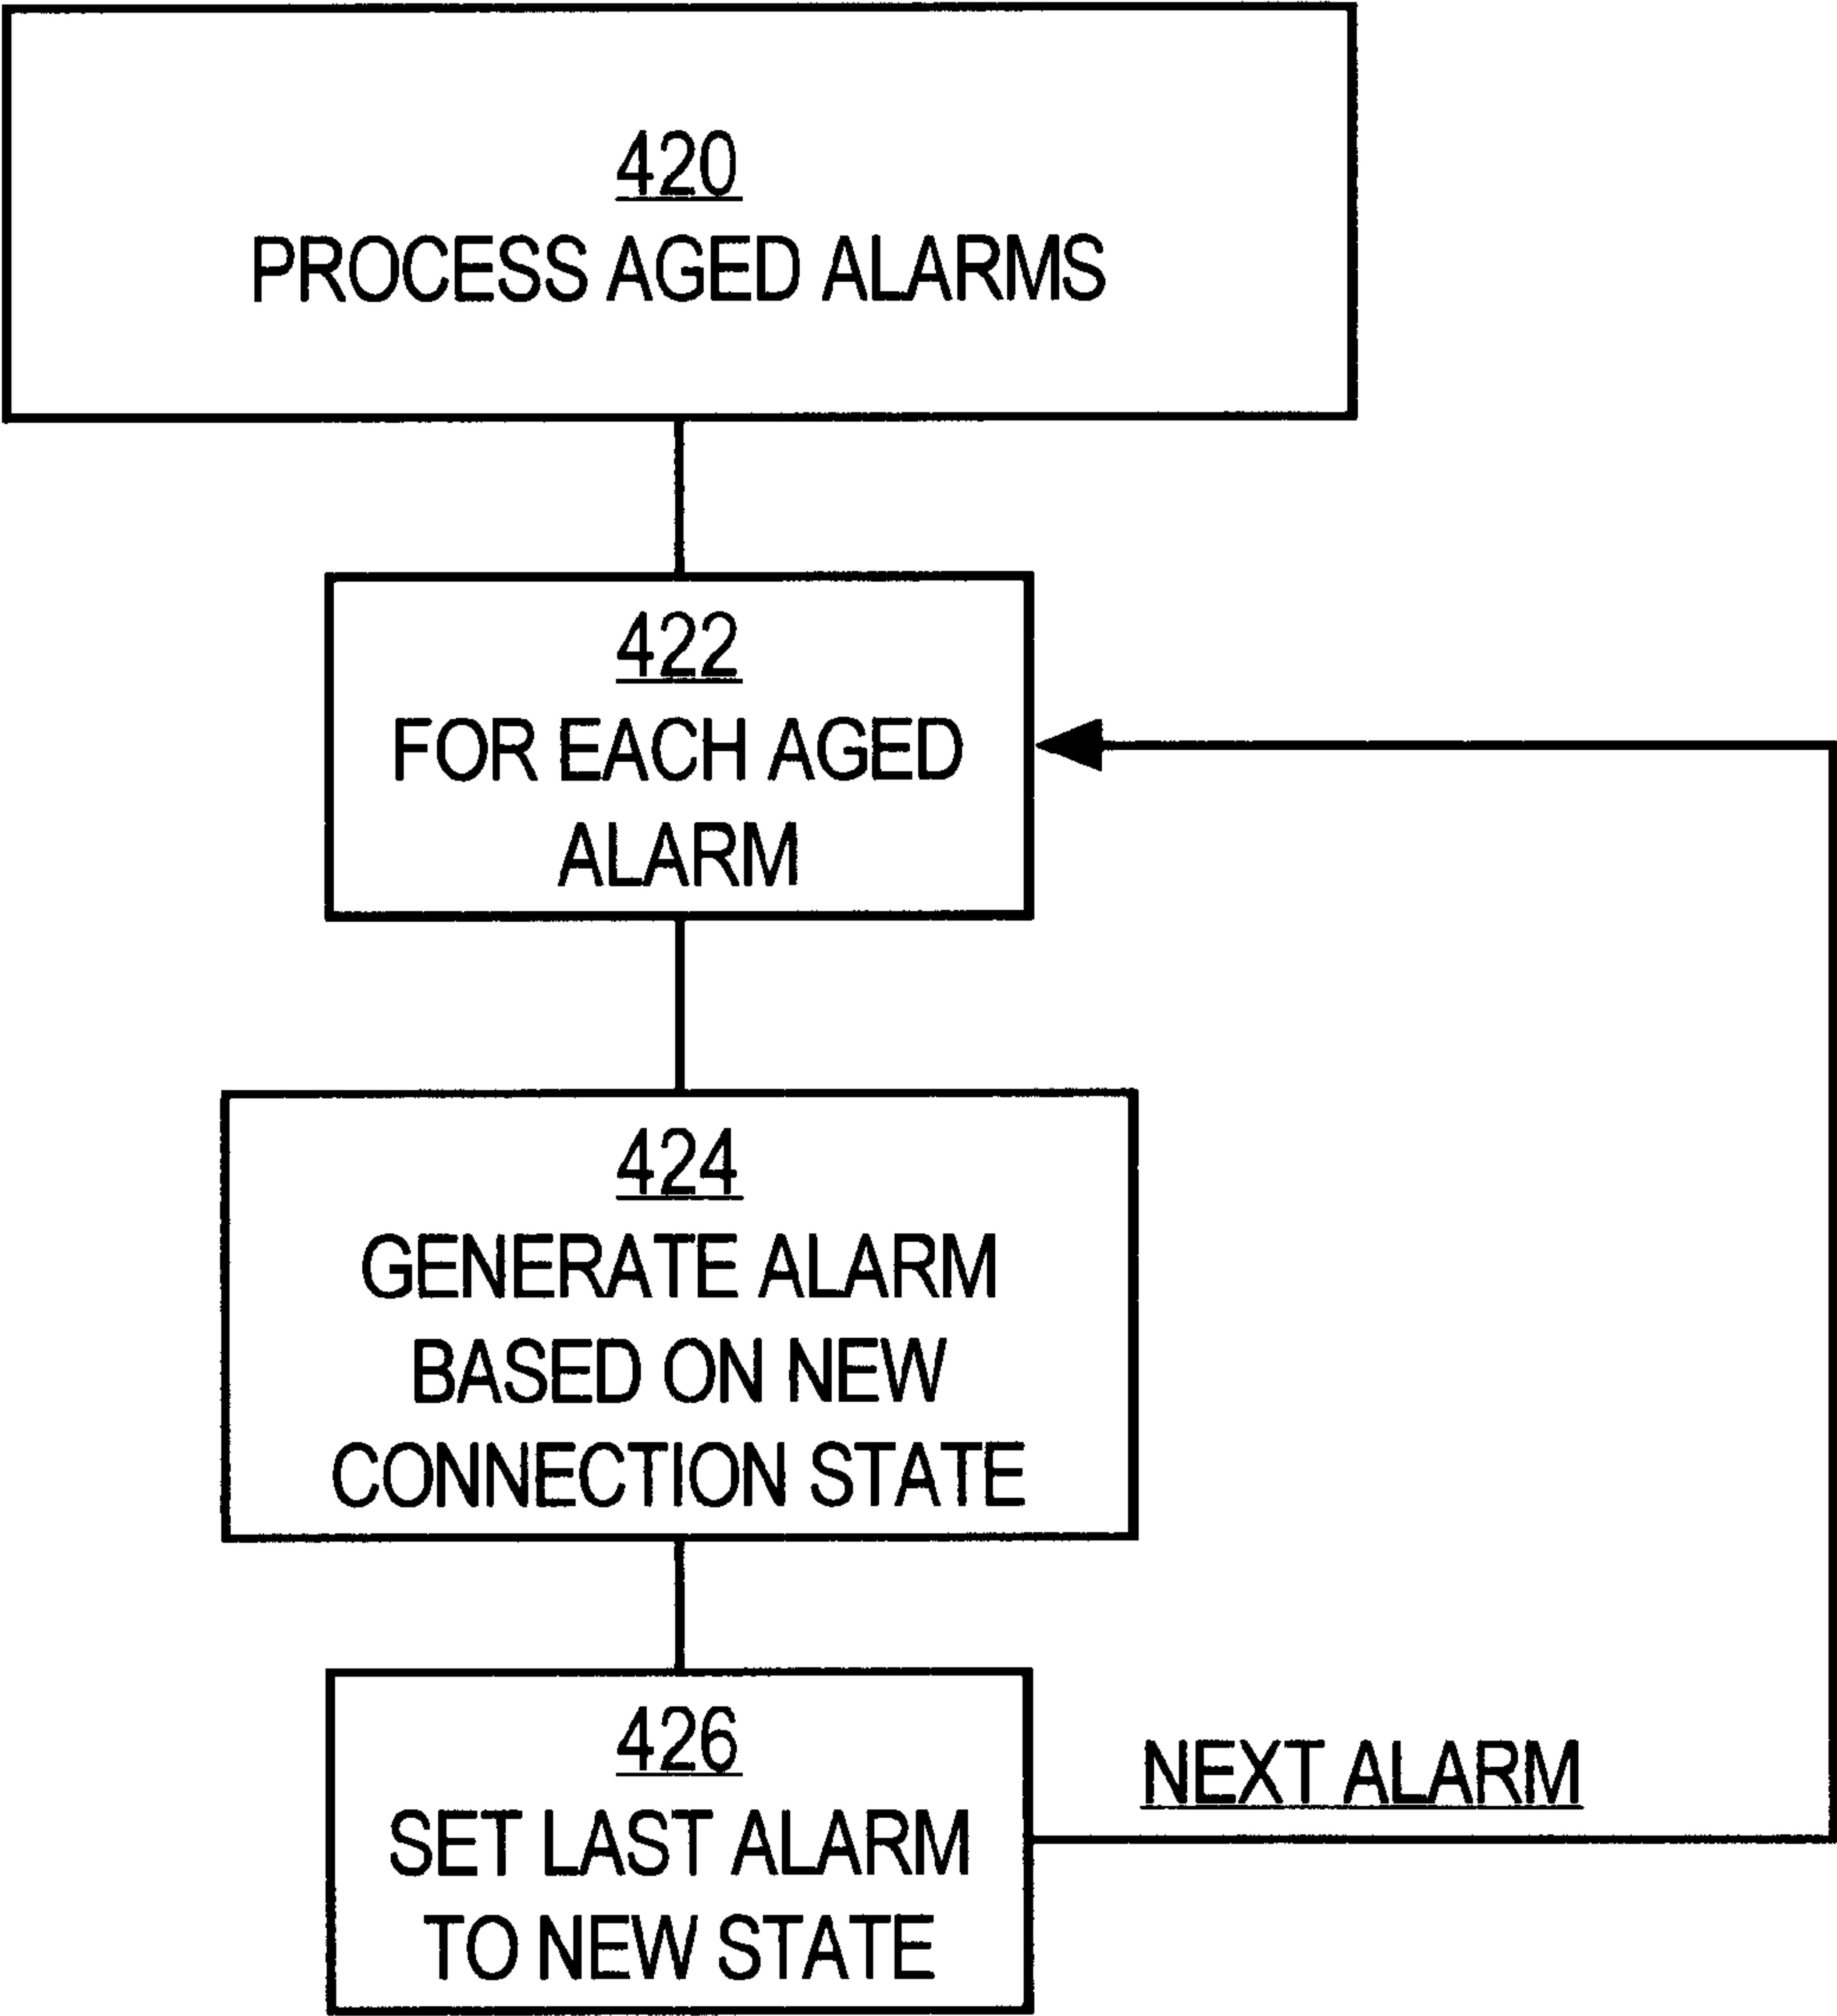 420
PROCESS AGED ALARMS
422
FOR EACH AGED
ALARM
424
GENERATE ALARM
BASED ON NEW
CONNECTION STATE
426
SET LAST ALARM
TO NEW STATE
NEXT ALARM